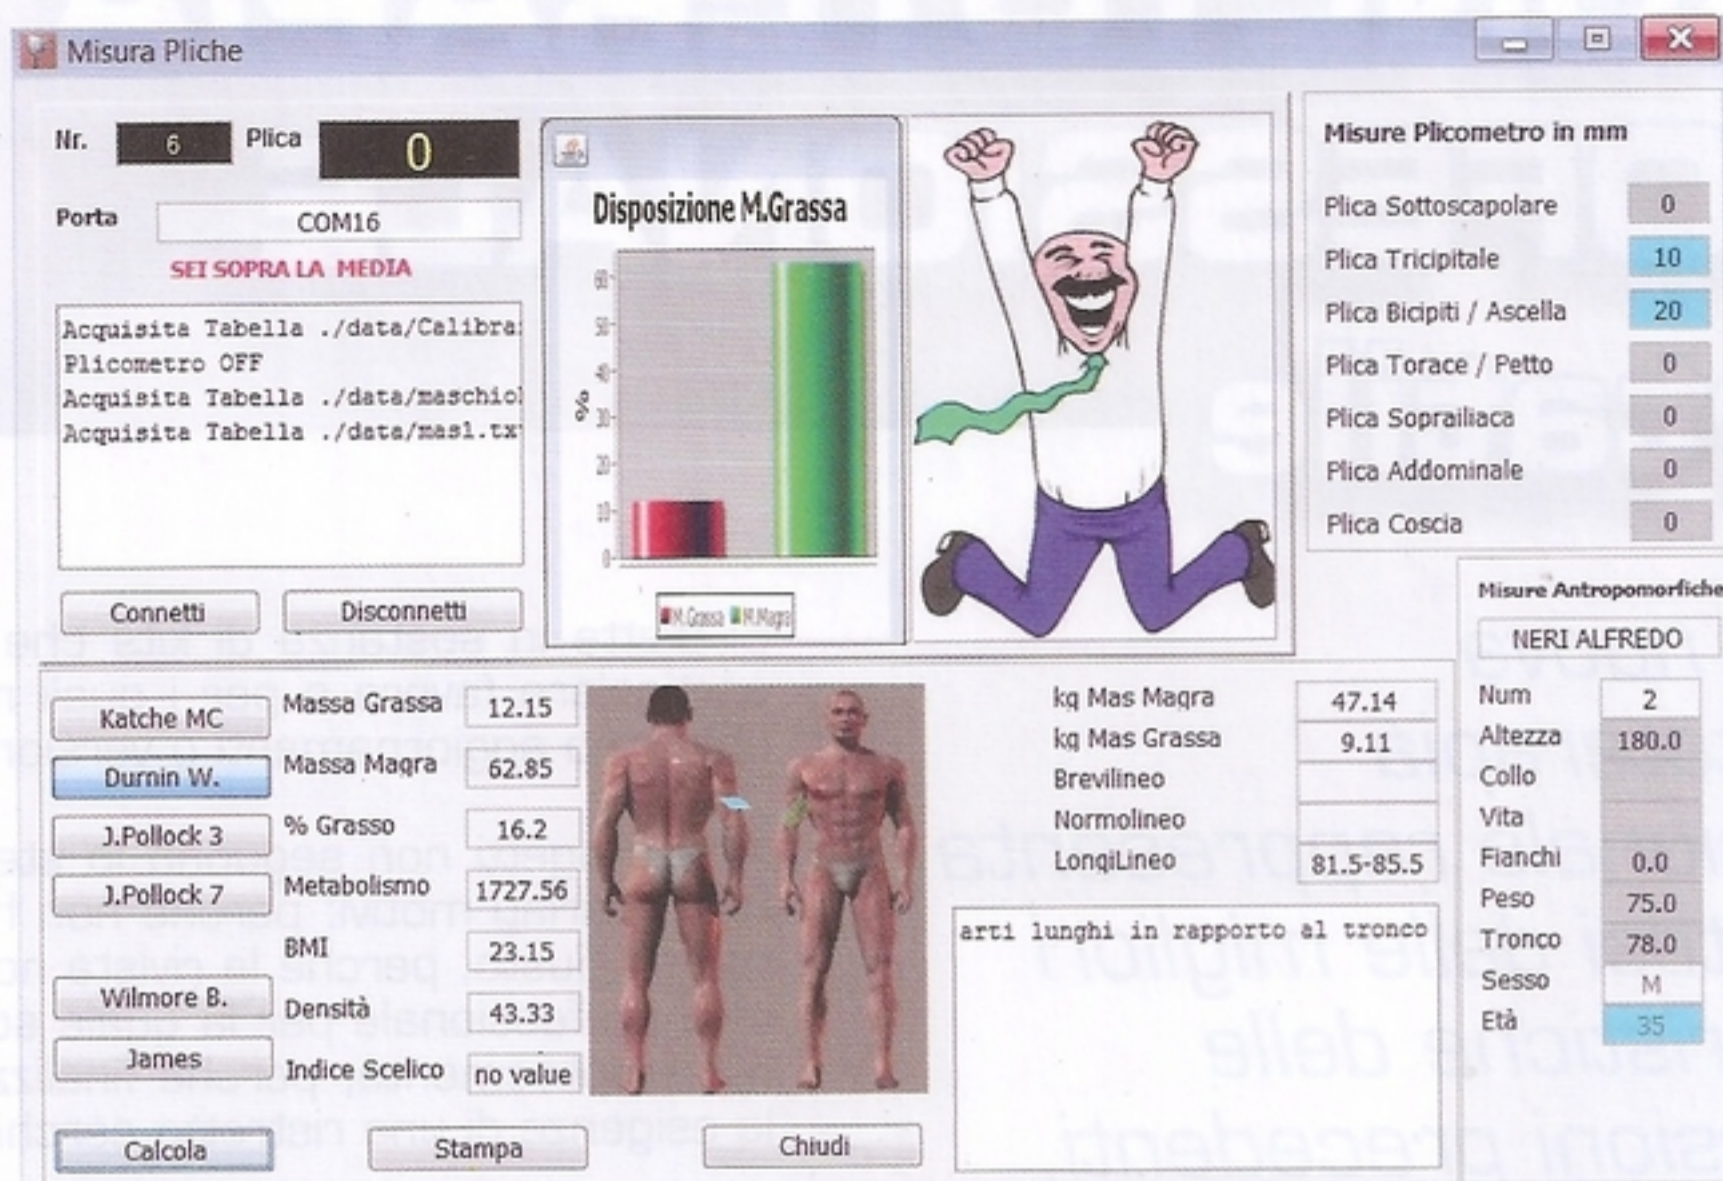 Misura Pliche
Nr. 6 Plica 0
Porta COM16
SEI SOPRA LA MEDIA
Acquisita Tabella ./data/Calibra
Plicometro OFF
Acquisita Tabella ./data/maschio
Acquisita Tabella ./data/mas1.tx
Connetti Disconnetti
Disposizione M.Grassa
%
60
50
40
30
20
10
0
M.Grassa M.Magra
Misure Plicometro in mm
Plica Sottoscapolare 0
Plica Tricipitale 10
Plica Bicipiti / Ascella 20
Plica Torace / Petto 0
Plica Soprailiaca 0
Plica Addominale 0
Plica Coscia 0
Katche MC
Durnin W.
J.Pollock 3
J.Pollock 7
Wilmore B.
James
Massa Grassa 12.15
Massa Magra 62.85
% Grasso 16.2
Metabolismo 1727.56
BMI 23.15
Densità 43.33
Indice Scelico no value
Calcola Stampa Chiudi
kg Mas Magra 47.14
kg Mas Grassa 9.11
Brevilineo
Normolineo
LongiLineo 81.5-85.5
arti lunghi in rapporto al tronco
Misure Antropomorfiche
NERI ALFREDO
Num 2
Altezza 180.0
Collo
Vita
Fianchi 0.0
Peso 75.0
Tronco 78.0
Sesso M
Età 35